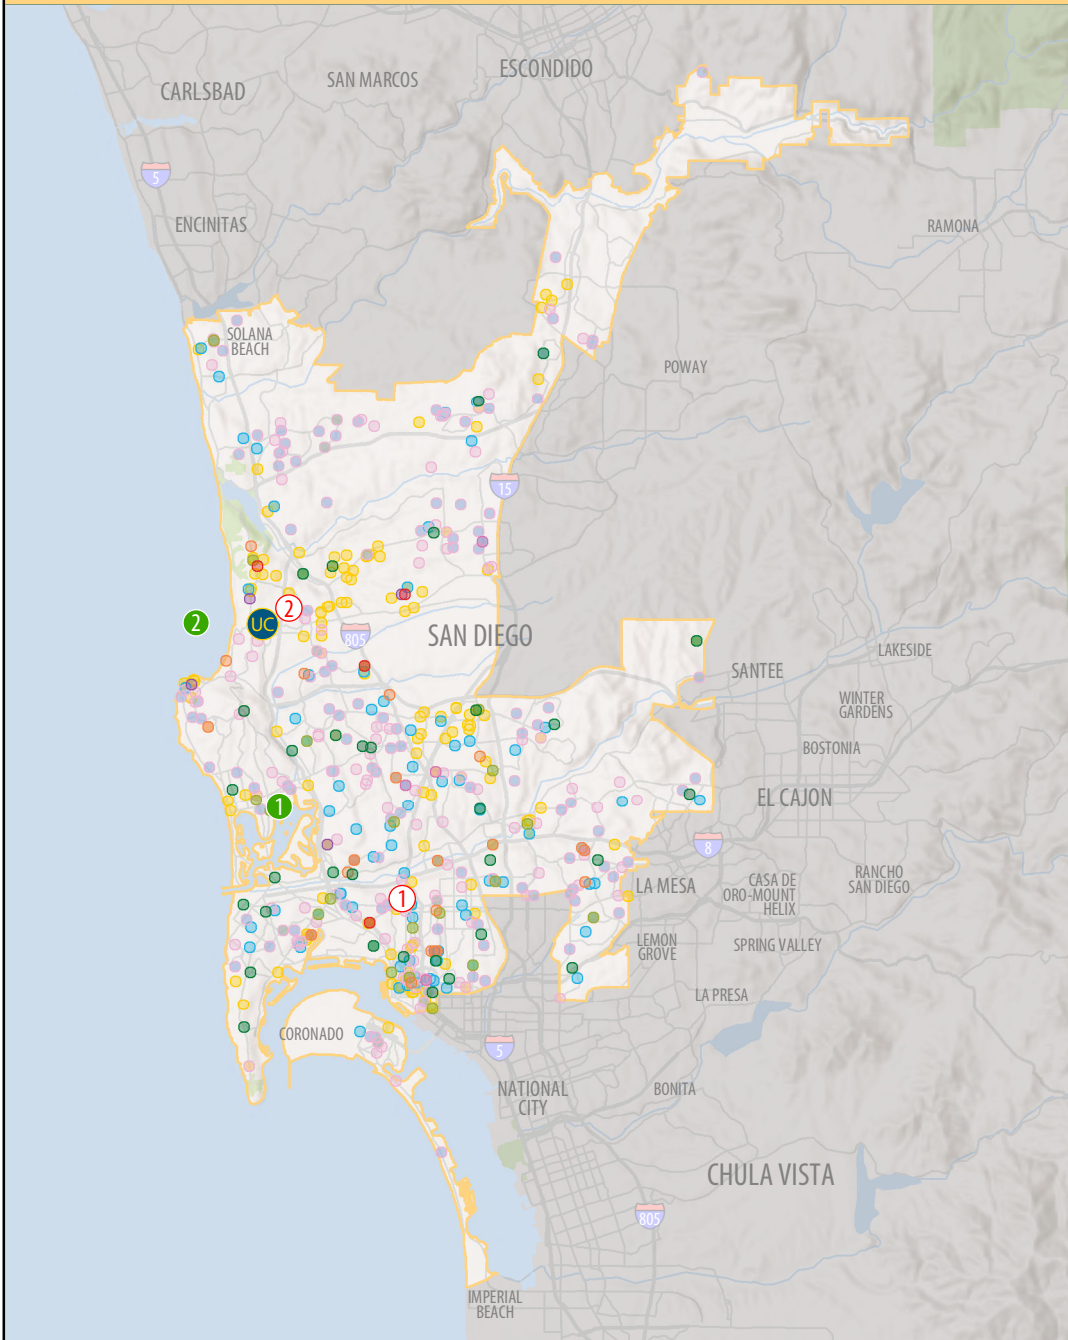 ESCONDIDO
SAN MARCOS
CARLSBAD
5
ENCINITAS
RAMONA
SOLANA
BEACH
POWAY
15
2
2
UC
805
SAN DIEGO
LAKESIDE
SANTEE
WINTER
GARDENS
BOSTONIA
EL CAJON
1
8
LA MESA
CASA DE
ORO-MOUNT
HELIX
RANCHO
SAN DIEGO
1
LEMON
GROVE
SPRING VALLEY
LA PRESA
CORONADO
5
NATIONAL
CITY
BONITA
CHULA VISTA
805
IMPERIAL
BEACH